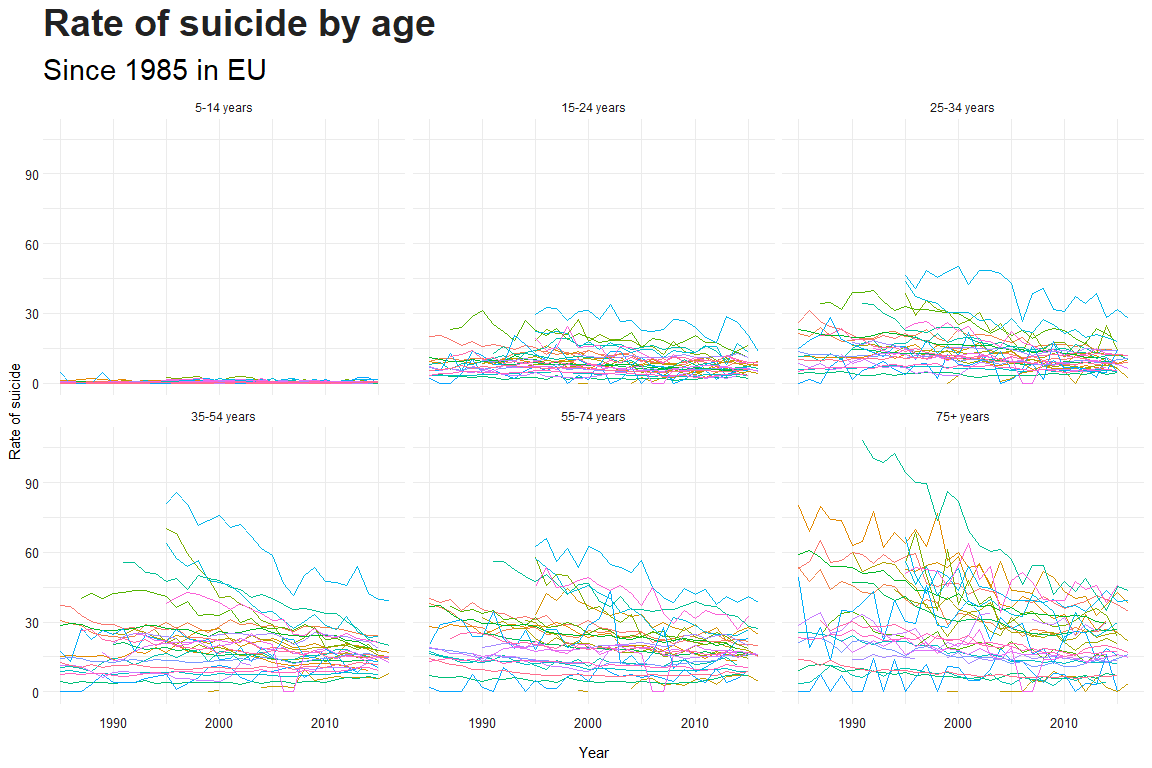 Rate of suicide by age
Since 1985 in EU
5-14 years
15-24 years
25-34 years
90
60
30
0
35-54 years
55-74 years
75+ years
90
60
30
0
Rate of suicide
1990
2000
2010
1990
2000
2010
1990
2000
2010
Year